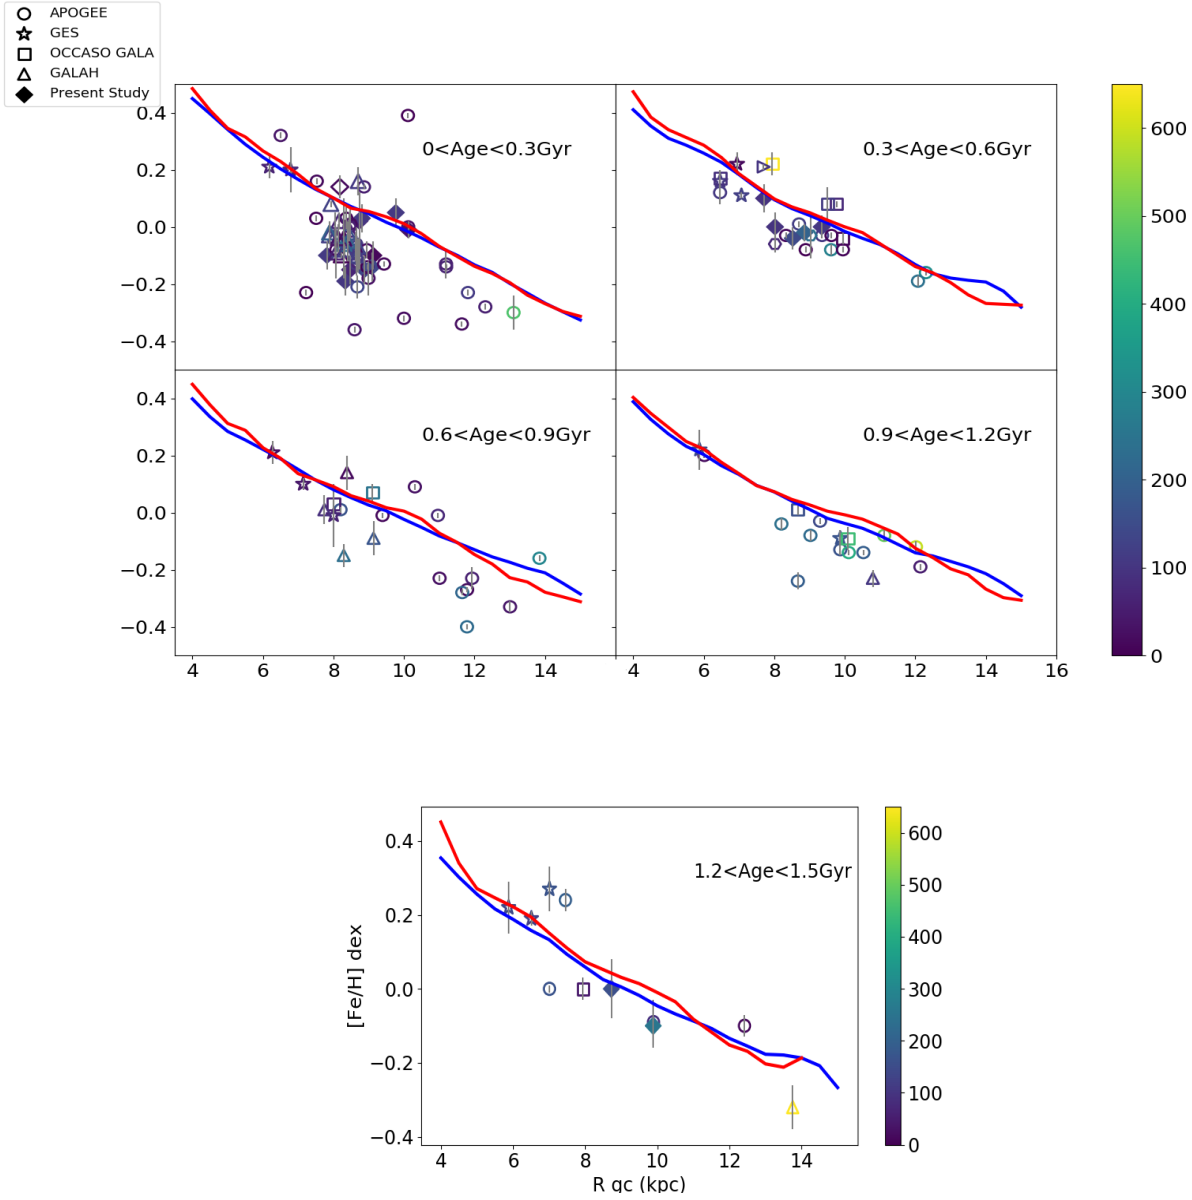 APOGEE
GES
OCCASO GALA
GALAH
Present Study
0.4
0.2
0.0
−0.2
−0.4
0<Age<0.3Gyr
0.3<Age<0.6Gyr
0.4
0.2
0.0
−0.2
−0.4
0.6<Age<0.9Gyr
0.9<Age<1.2Gyr
4 6 8 10 12 14 4 6 8 10 12 14 16
600
500
400
300
200
100
0
0.4
0.2
0.0
−0.2
−0.4
[Fe/H] dex
1.2<Age<1.5Gyr
4 6 8 10 12 14
R gc (kpc)
600
500
400
300
200
100
0